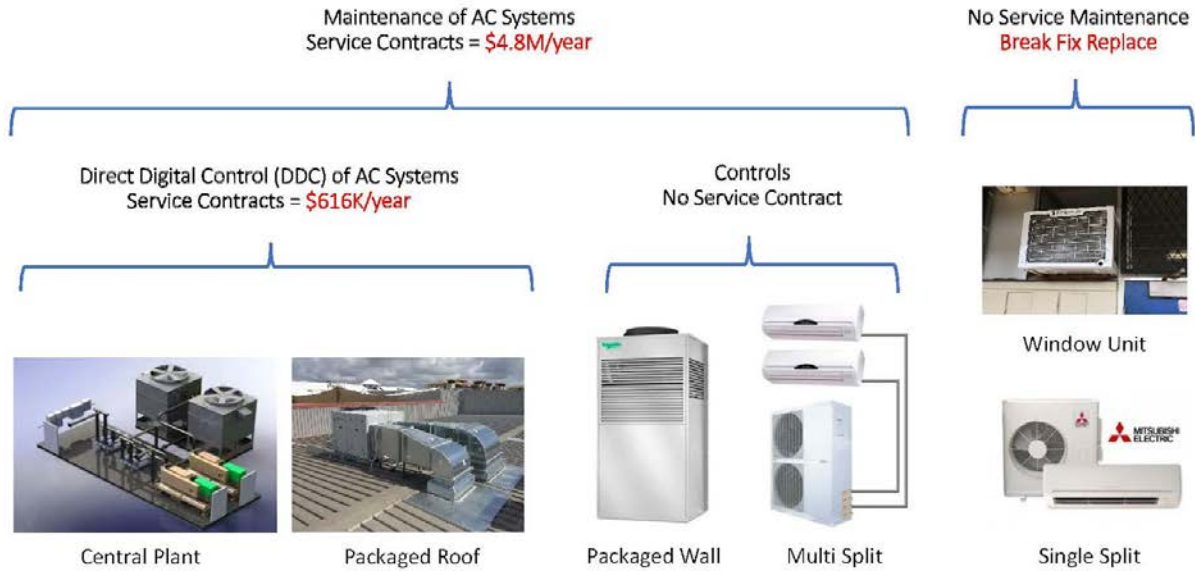 Maintenance of AC Systems
Service Contracts = $4.8M/year
No Service Maintenance
Break Fix Replace
Direct Digital Control (DDC) of AC Systems
Service Contracts = $616K/year
Controls
No Service Contract
Window Unit
MITSUBISHI
ELECTRIC
Central Plant
Packaged Roof
Packaged Wall
Multi Split
Single Split